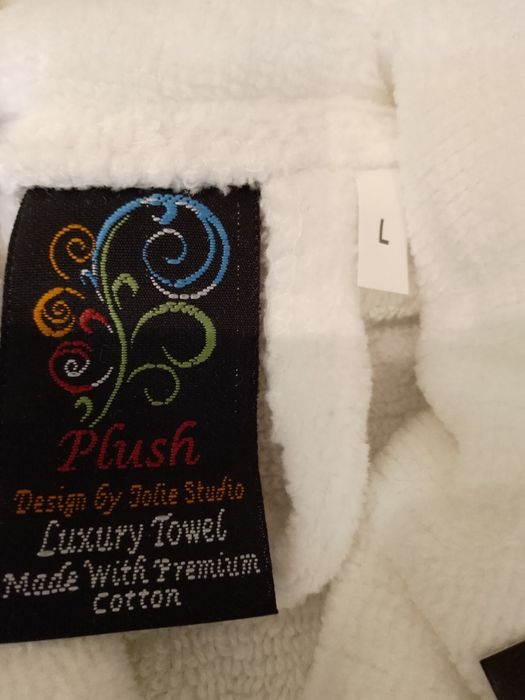 L
Plush
Design by Jolie Studio
Luxury Towel
Made With Premium
Cotton